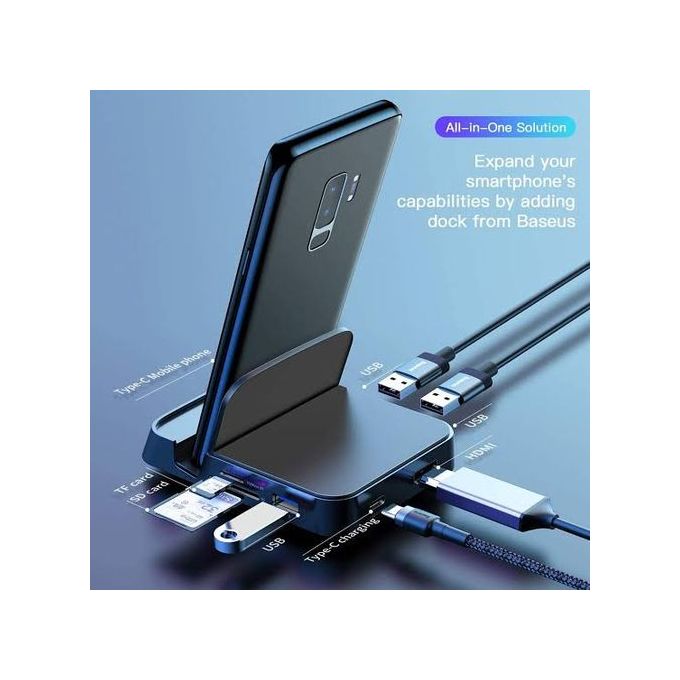 All-in-One Solution
Expand your
smartphone's
capabilities by adding
dock from Baseus
Type-C Mobile phone
USB
USB
HDMI
TF card
SD card
32
USB
Type-C charging